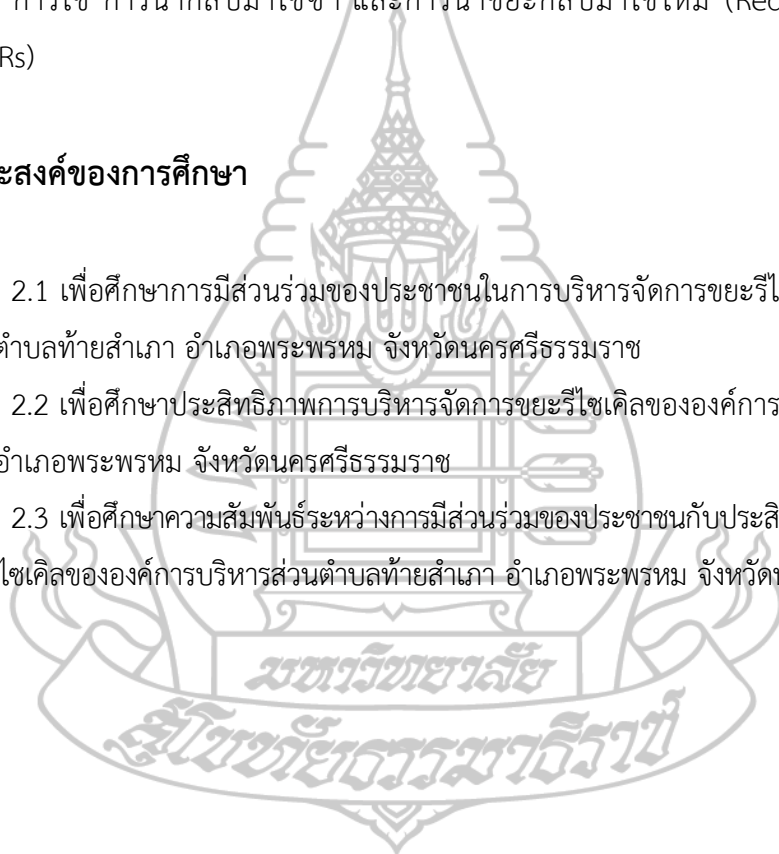 การใช้ การนำกลับมาใช้ซ้ำ และการนำขยะกลับมาใช้ใหม่ (Red
Rs)
ะสงค์ของการศึกษา
2.1 เพื่อศึกษาการมีส่วนร่วมของประชาชนในการบริหารจัดการขยะรีไ
ตำบลท้ายสำเภา อำเภอพระพรหม จังหวัดนครศรีธรรมราช
2.2 เพื่อศึกษาประสิทธิภาพการบริหารจัดการขยะรีไซเคิลขององค์การ
อำเภอพระพรหม จังหวัดนครศรีธรรมราช
2.3 เพื่อศึกษาความสัมพันธ์ระหว่างการมีส่วนร่วมของประชาชนกับประสิ
ไซเคิลขององค์การบริหารส่วนตำบลท้ายสำเภา อำเภอพระพรหม จังหวัด
มหาวิทยาลัย
สุโขทัยธรรมาธิราช